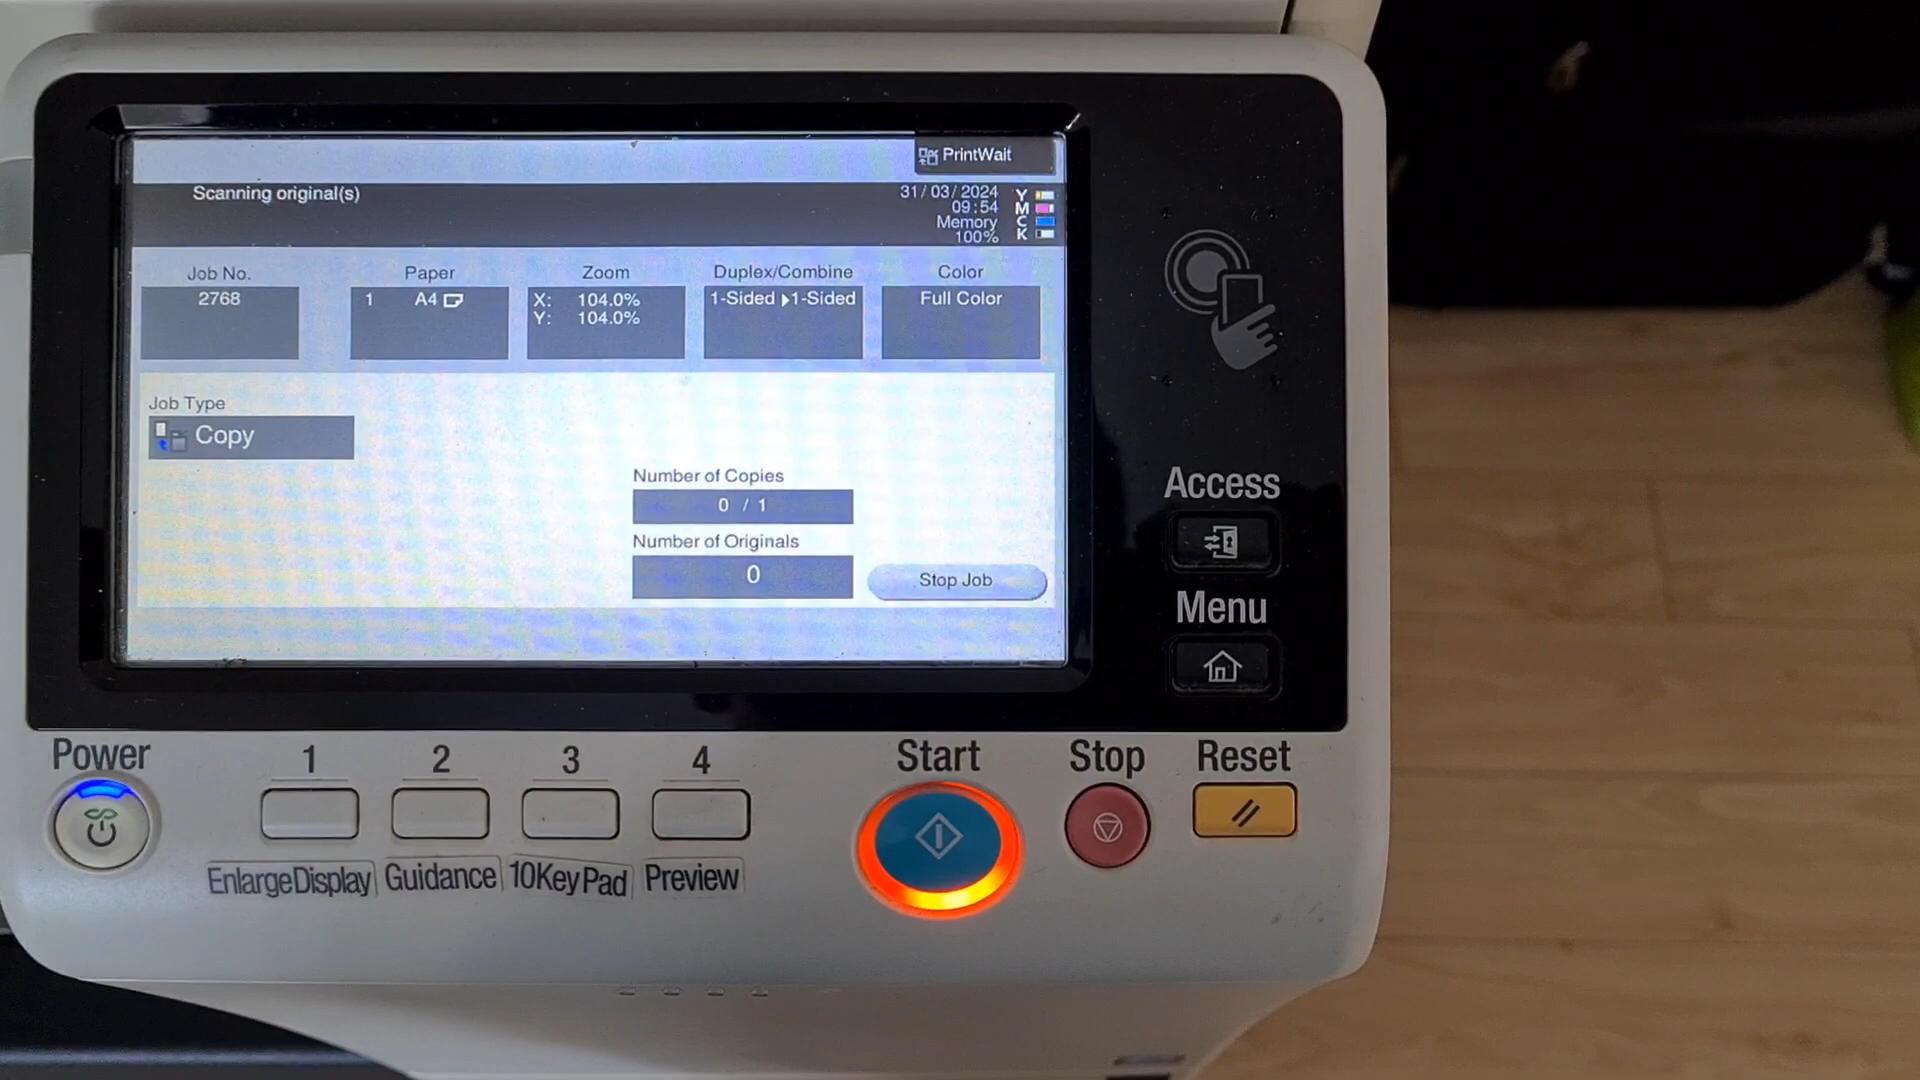 PrintWait
Scanning original(s)
31/03/2024
09:54
Memory
100%
Y
M
C
K
Job No.
2768
Paper
1 A4
Zoom
X: 104.0%
Y: 104.0%
Duplex/Combine
1-Sided ▶1-Sided
Color
Full Color
Job Type
Copy
Number of Copies
0 / 1
Number of Originals
0
Stop Job
Access
Menu
Power
1
2
3
4
Start
Stop
Reset
EnlargeDisplay
Guidance
10KeyPad
Preview